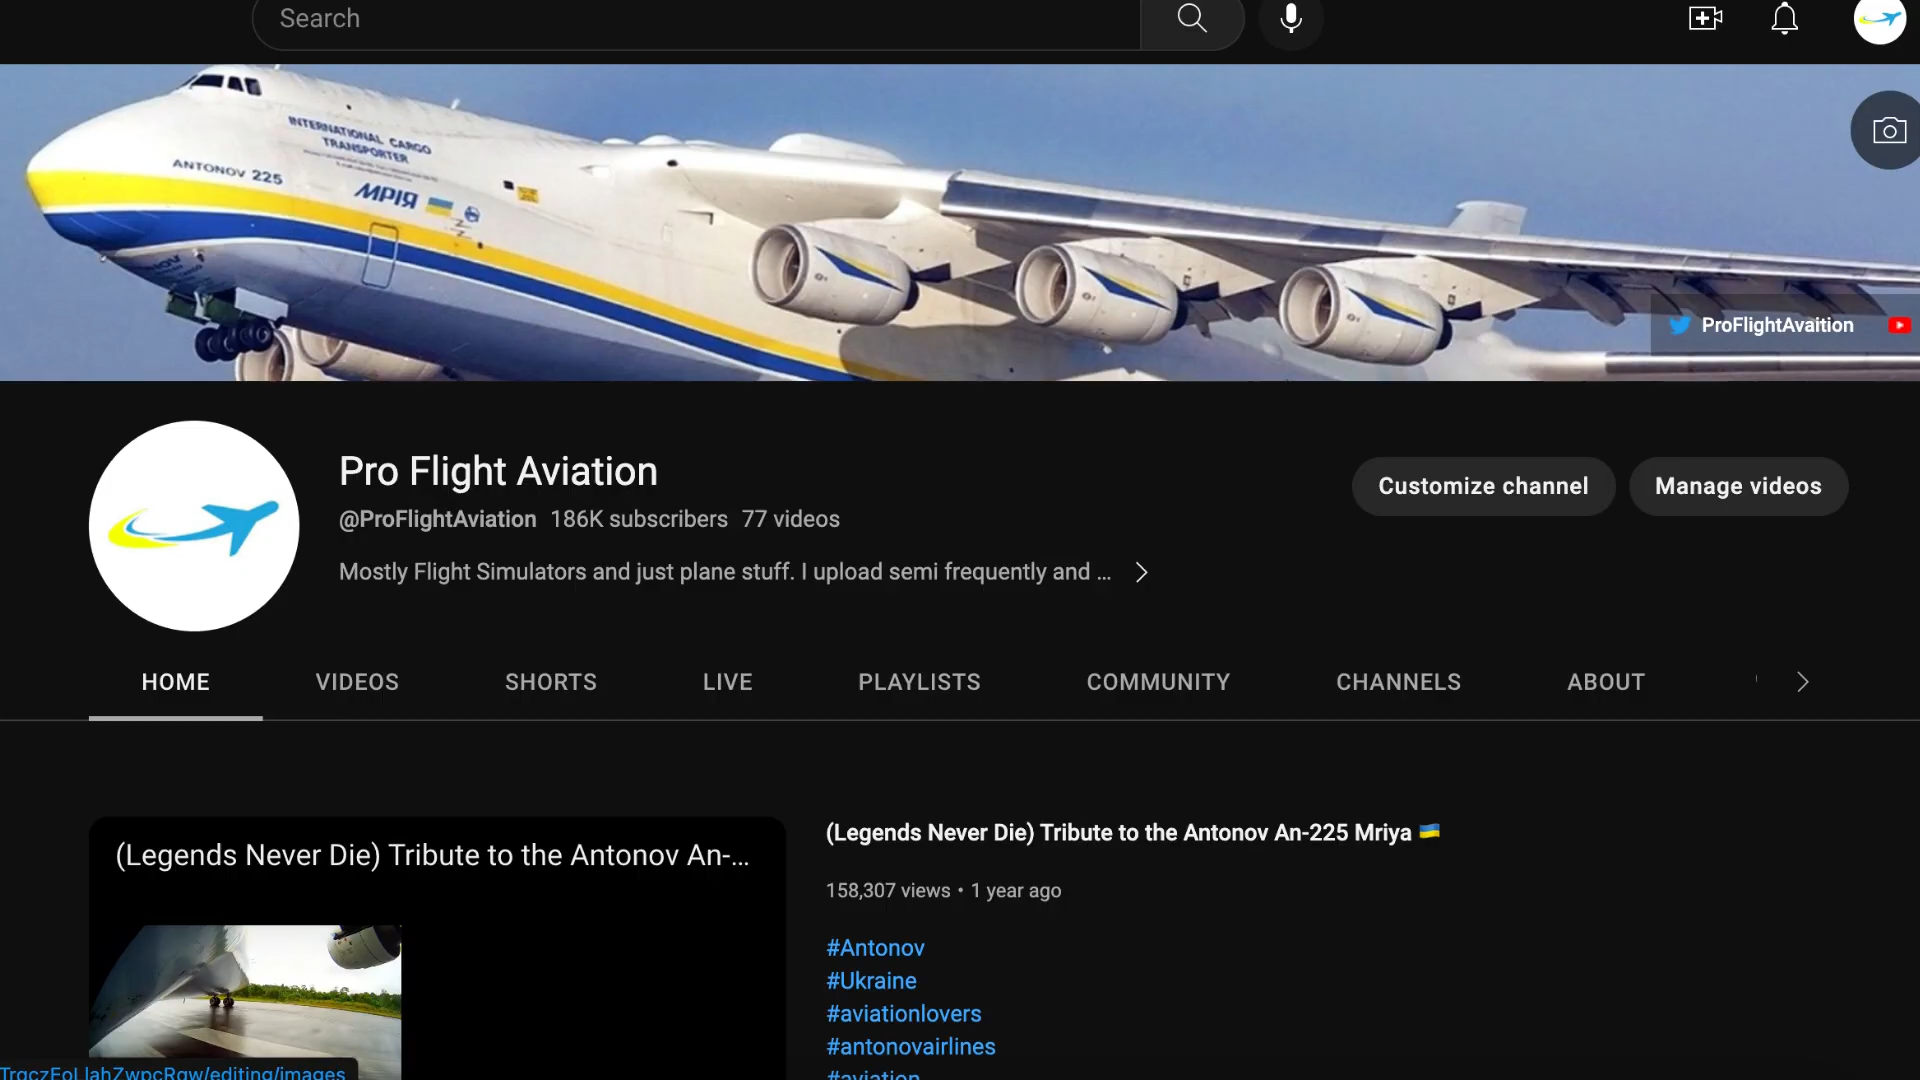 Search
INTERNATIONAL CARGO
TRANSPORTER
ANTONOV 225
МРІЯ
ProFlightAvaition
Pro Flight Aviation
@ProFlightAviation 186K subscribers 77 videos
Mostly Flight Simulators and just plane stuff. I upload semi frequently and ...
Customize channel
Manage videos
HOME
VIDEOS
SHORTS
LIVE
PLAYLISTS
COMMUNITY
CHANNELS
ABOUT
(Legends Never Die) Tribute to the Antonov An-...
(Legends Never Die) Tribute to the Antonov An-225 Mriya 🇺🇦
158,307 views • 1 year ago
#Antonov
#Ukraine
#aviationlovers
#antonovairlines
#aviation